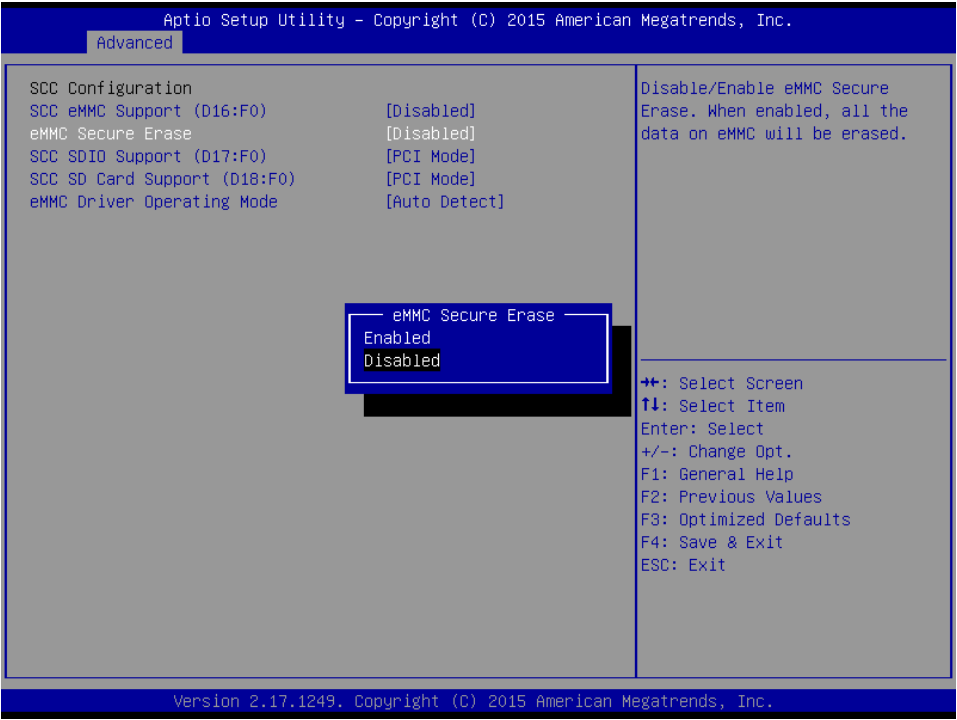 Aptio Setup Utility – Copyright (C) 2015 American Megatrends, Inc.
Advanced
SCC Configuration
SCC eMMC Support (D16:F0) [Disabled]
eMMC Secure Erase [Disabled]
SCC SDIO Support (D17:F0) [PCI Mode]
SCC SD Card Support (D18:F0) [PCI Mode]
eMMC Driver Operating Mode [Auto Detect]
eMMC Secure Erase
Enabled
Disabled
Disable/Enable eMMC Secure
Erase. When enabled, all the
data on eMMC will be erased.
→←: Select Screen
↑↓: Select Item
Enter: Select
+/-: Change Opt.
F1: General Help
F2: Previous Values
F3: Optimized Defaults
F4: Save & Exit
ESC: Exit
Version 2.17.1249. Copyright (C) 2015 American Megatrends, Inc.